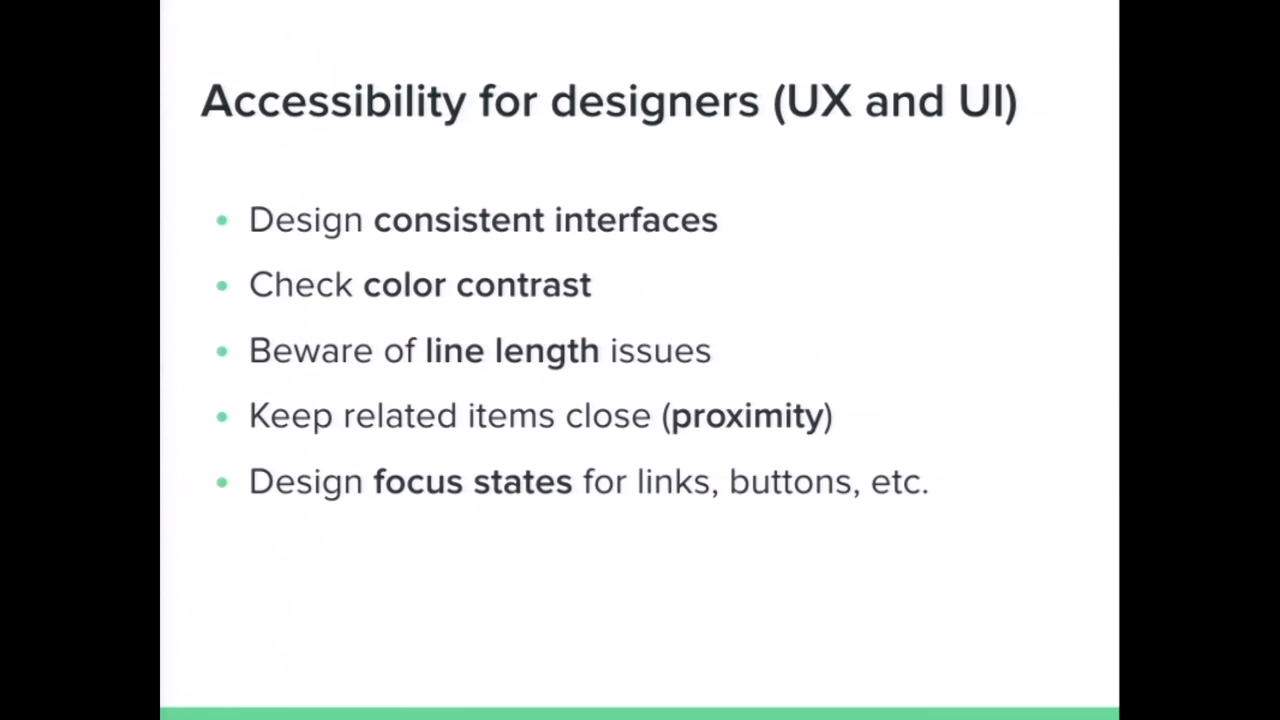 Accessibility for designers (UX and UI)
• Design consistent interfaces
• Check color contrast
• Beware of line length issues
• Keep related items close (proximity)
• Design focus states for links, buttons, etc.